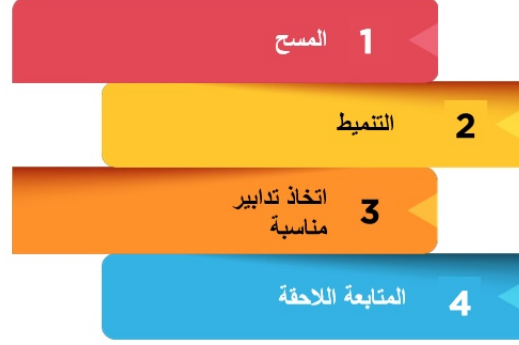 1 المسح
2 التنميط
3 اتخاذ تدابير
مناسبة
4 المتابعة اللاحقة